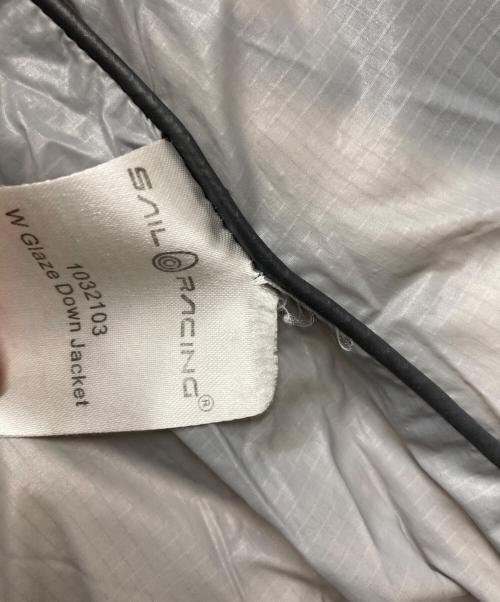 SAIL RACING®
1032103
W Glaze Down Jacket